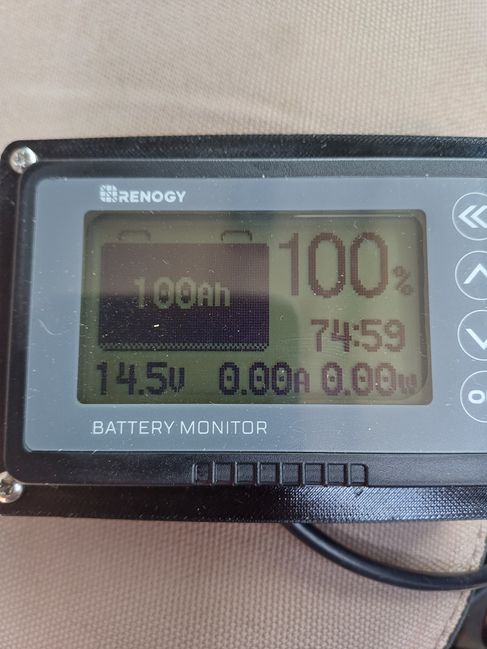 RENOGY
100%
100Ah
74:59
14.5V 0.00A 0.00W
BATTERY MONITOR